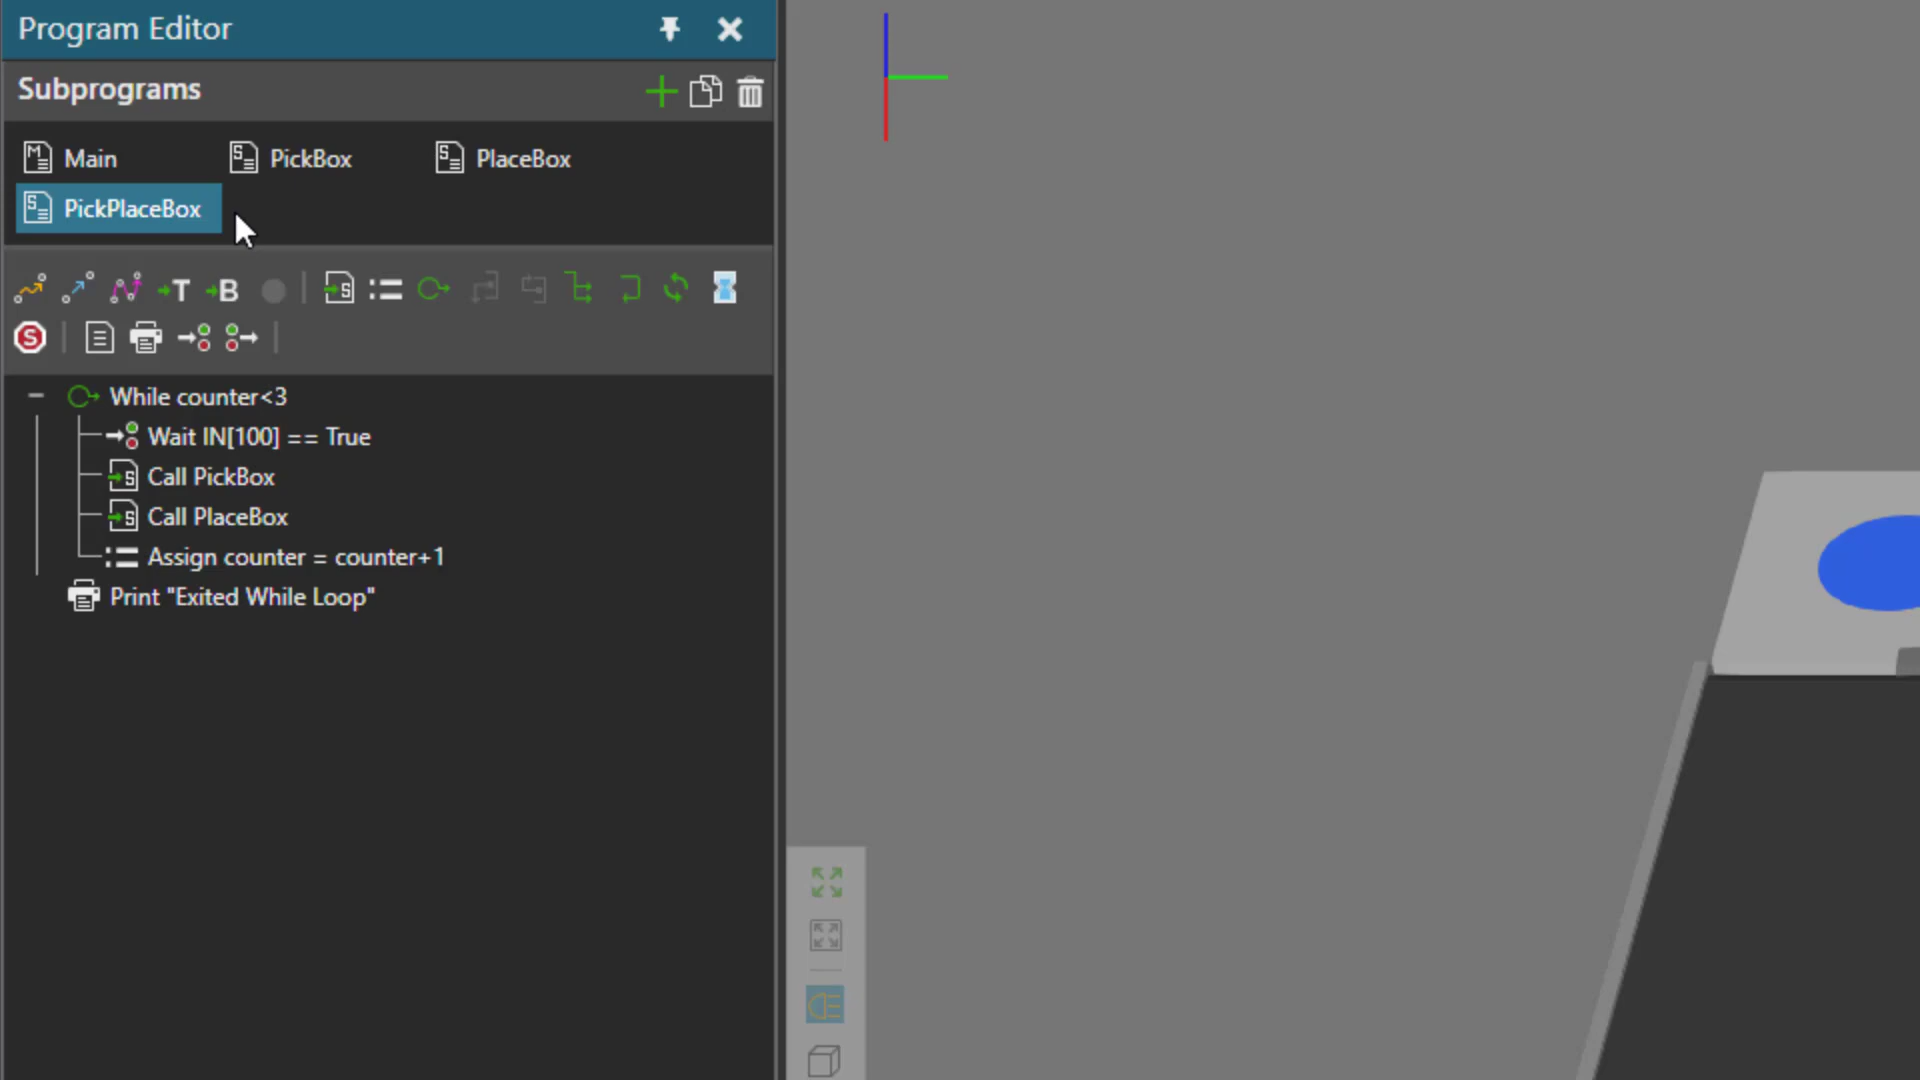 Program Editor
Subprograms
Main PickBox PlaceBox
PickPlaceBox
T B S
S
While counter<3
Wait IN[100] == True
Call PickBox
Call PlaceBox
Assign counter = counter+1
Print "Exited While Loop"